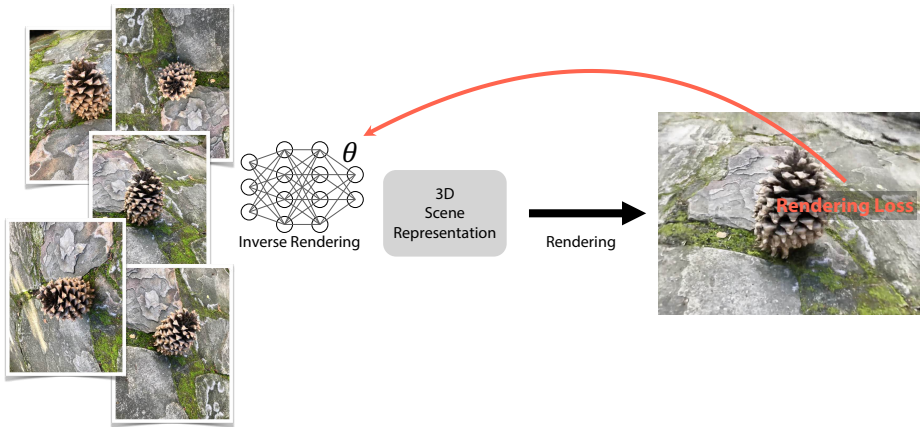 θ
Inverse Rendering
3D
Scene
Representation
Rendering
Rendering Loss